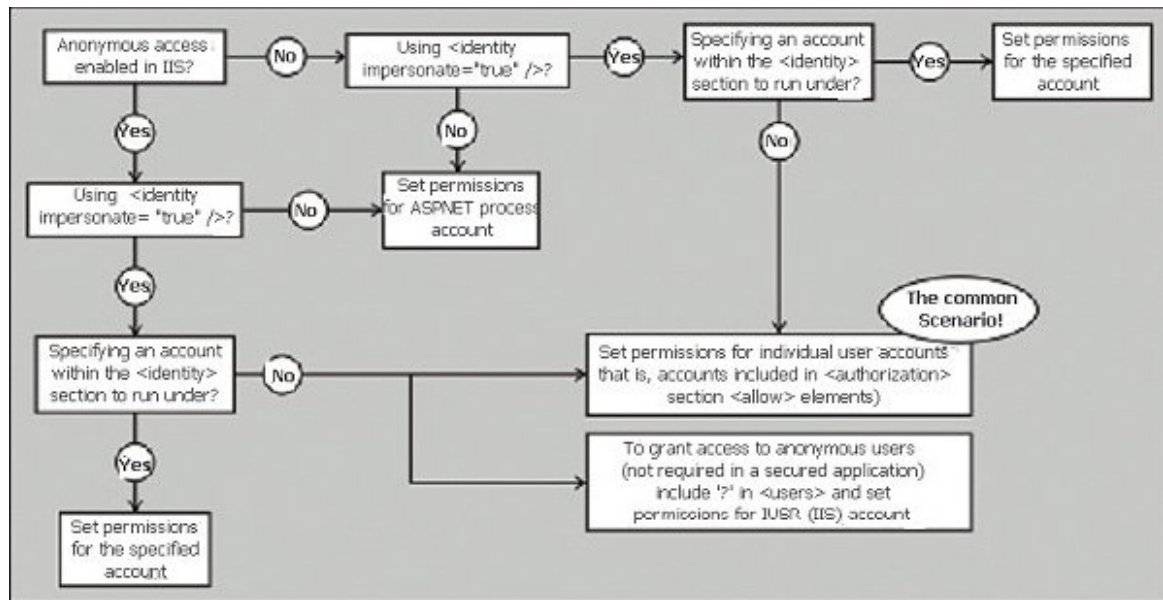 Anonymous access
enabled in IIS?
No
Using <identity
impersonate="true" />?
Yes
Specifying an account
within the <identity>
section to run under?
Yes
Set permissions
for the specified
account
Yes
No
No
Using <identity
impersonate= "true" />?
No
Set permissions
for ASPNET process
account
Yes
The common
Scenario!
Specifying an account
within the <identity>
section to run under?
No
Set permissions for individual user accounts
that is, accounts included in <authorization>
section <allow> elements)
Yes
To grant access to anonymous users
(not required in a secured application)
include '?' in <users> and set
permissions for IUSR (IIS) account
Set permissions
for the specified
account